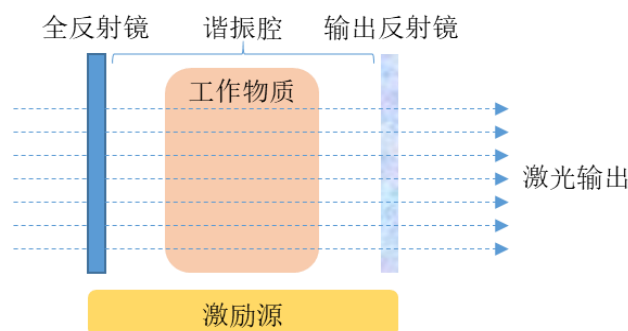 全反射镜
谐振腔
输出反射镜
工作物质
激光输出
激励源